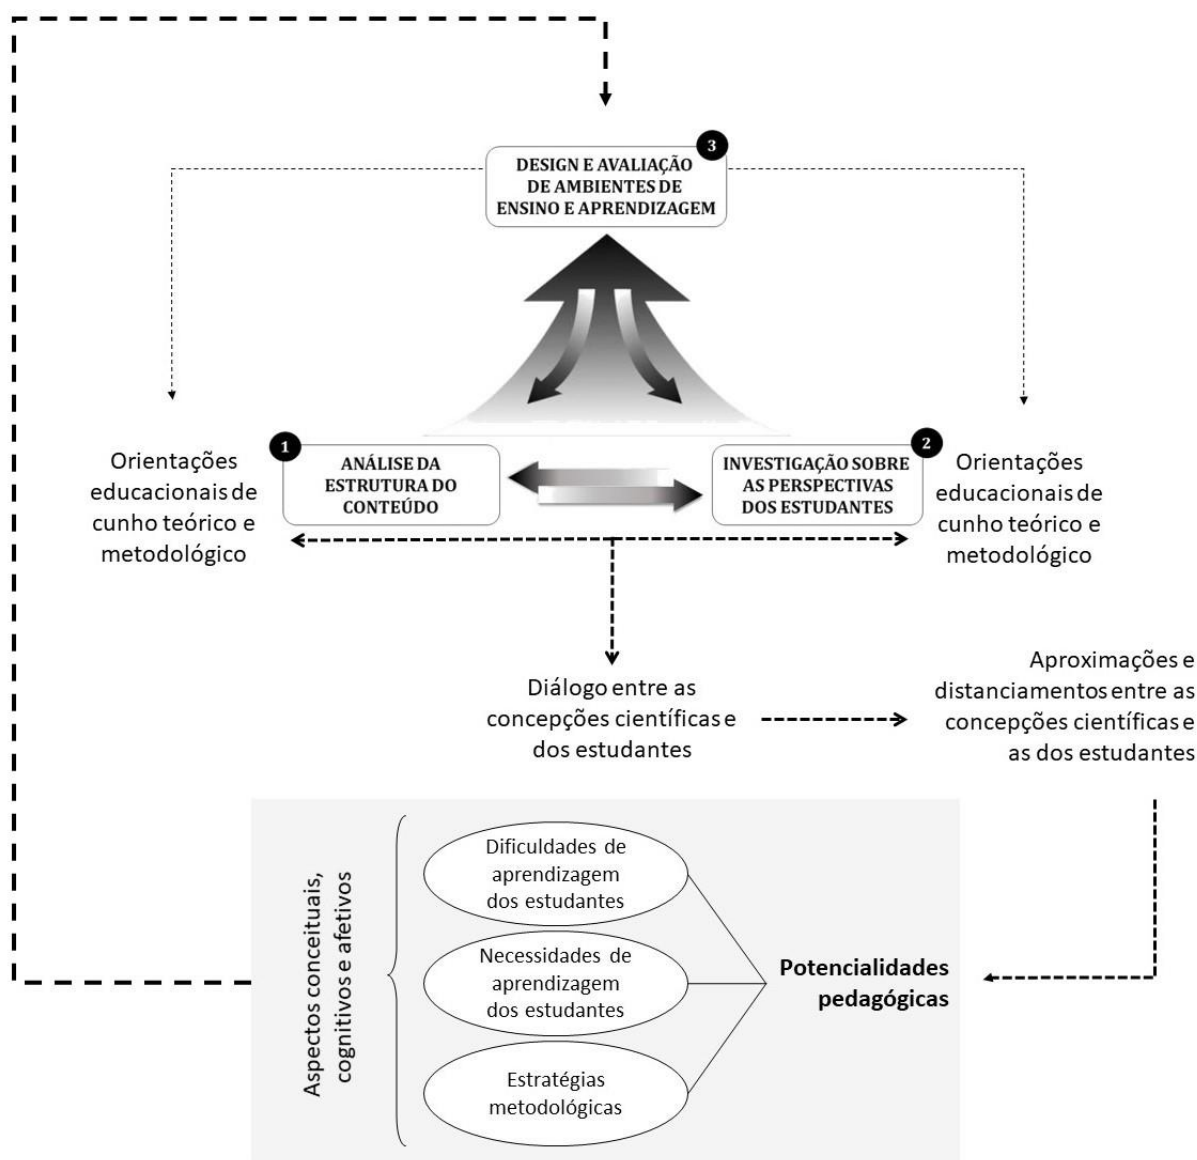 3
DESIGN E AVALIAÇÃO
DE AMBIENTES DE
ENSINO E APRENDIZAGEM
Orientações
educacionais de
cunho teórico e
metodológico
1
ANÁLISE DA
ESTRUTURA DO
CONTEÚDO
2
INVESTIGAÇÃO SOBRE
AS PERSPECTIVAS
DOS ESTUDANTES
Orientações
educacionais de
cunho teórico e
metodológico
Diálogo entre as
concepções científicas e
dos estudantes
Aproximações e
distanciamentos entre as
concepções científicas e
as dos estudantes
Aspectos conceituais,
cognitivos e afetivos
Dificuldades de
aprendizagem
dos estudantes
Necessidades de
aprendizagem
dos estudantes
Estratégias
metodológicas
Potencialidades
pedagógicas